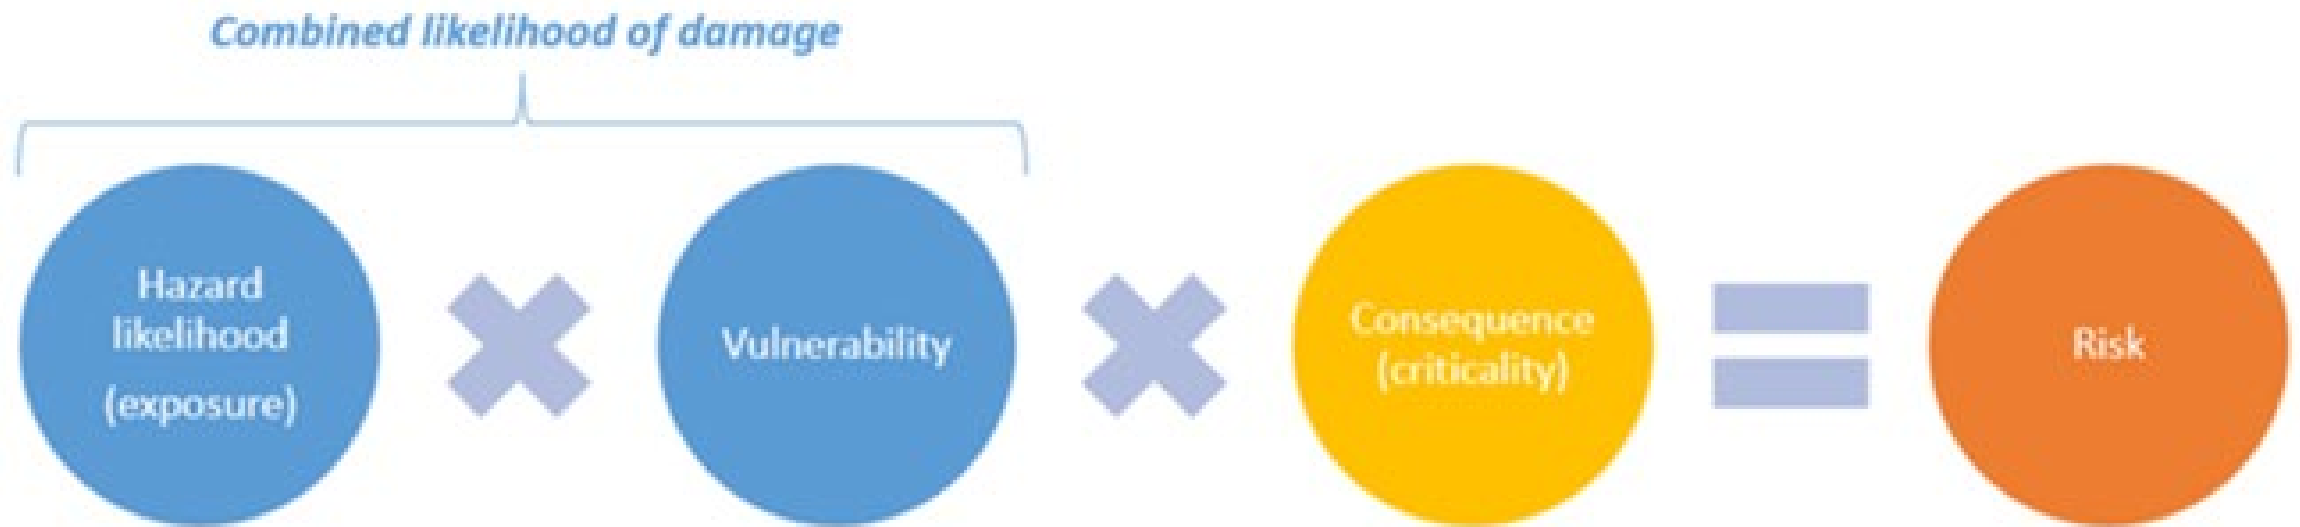 Combined likelihood of damage
Hazard
likelihood
(exposure)
Vulnerability
Consequence
(criticality)
Risk